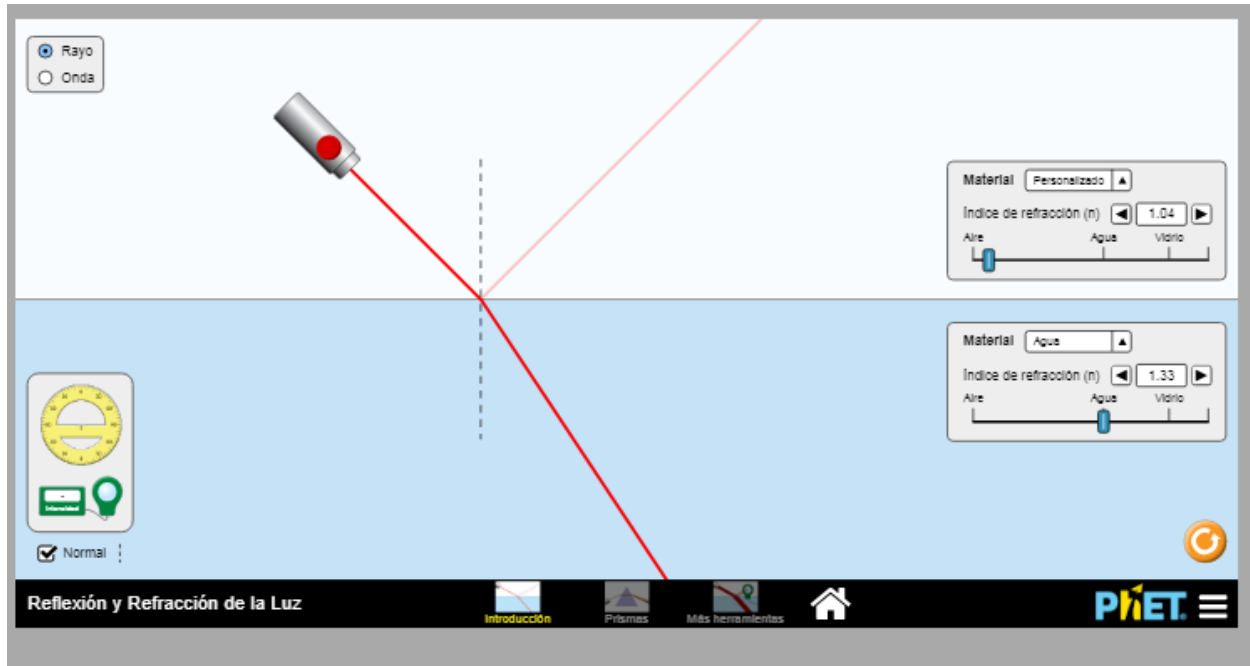 Rayo
Onda
Material Personalizado
Índice de refracción (n) 1.04
Aire Agua Vidrio
Material Agua
Índice de refracción (n) 1.33
Aire Agua Vidrio
Intensidad
Normal
Reflexión y Refracción de la Luz
Introducción Prismas Más herramientas
PhET